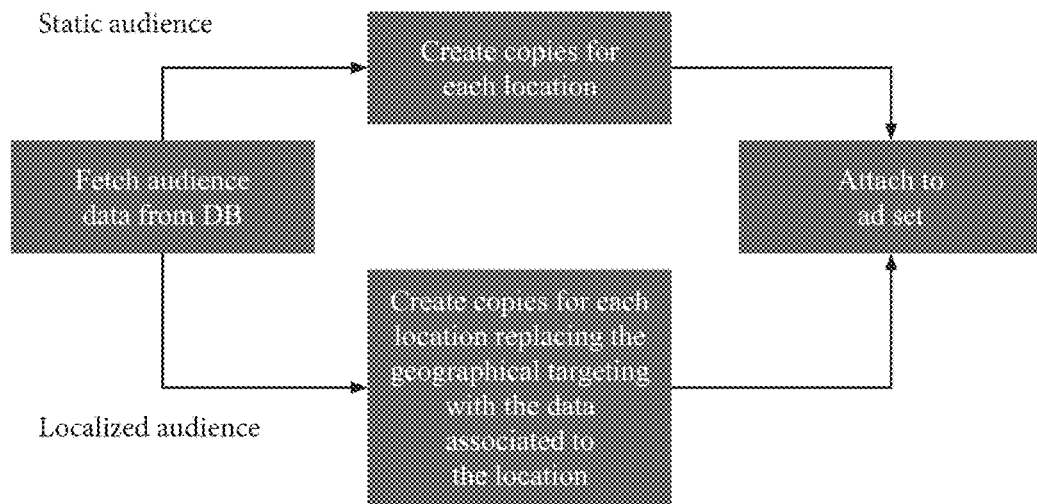 Static audience
Create copies for
each location
Fetch audience
data from DB
Attach to
ad set
Create copies for each
location replacing the
geographical targeting
with the data
associated to
the location
Localized audience